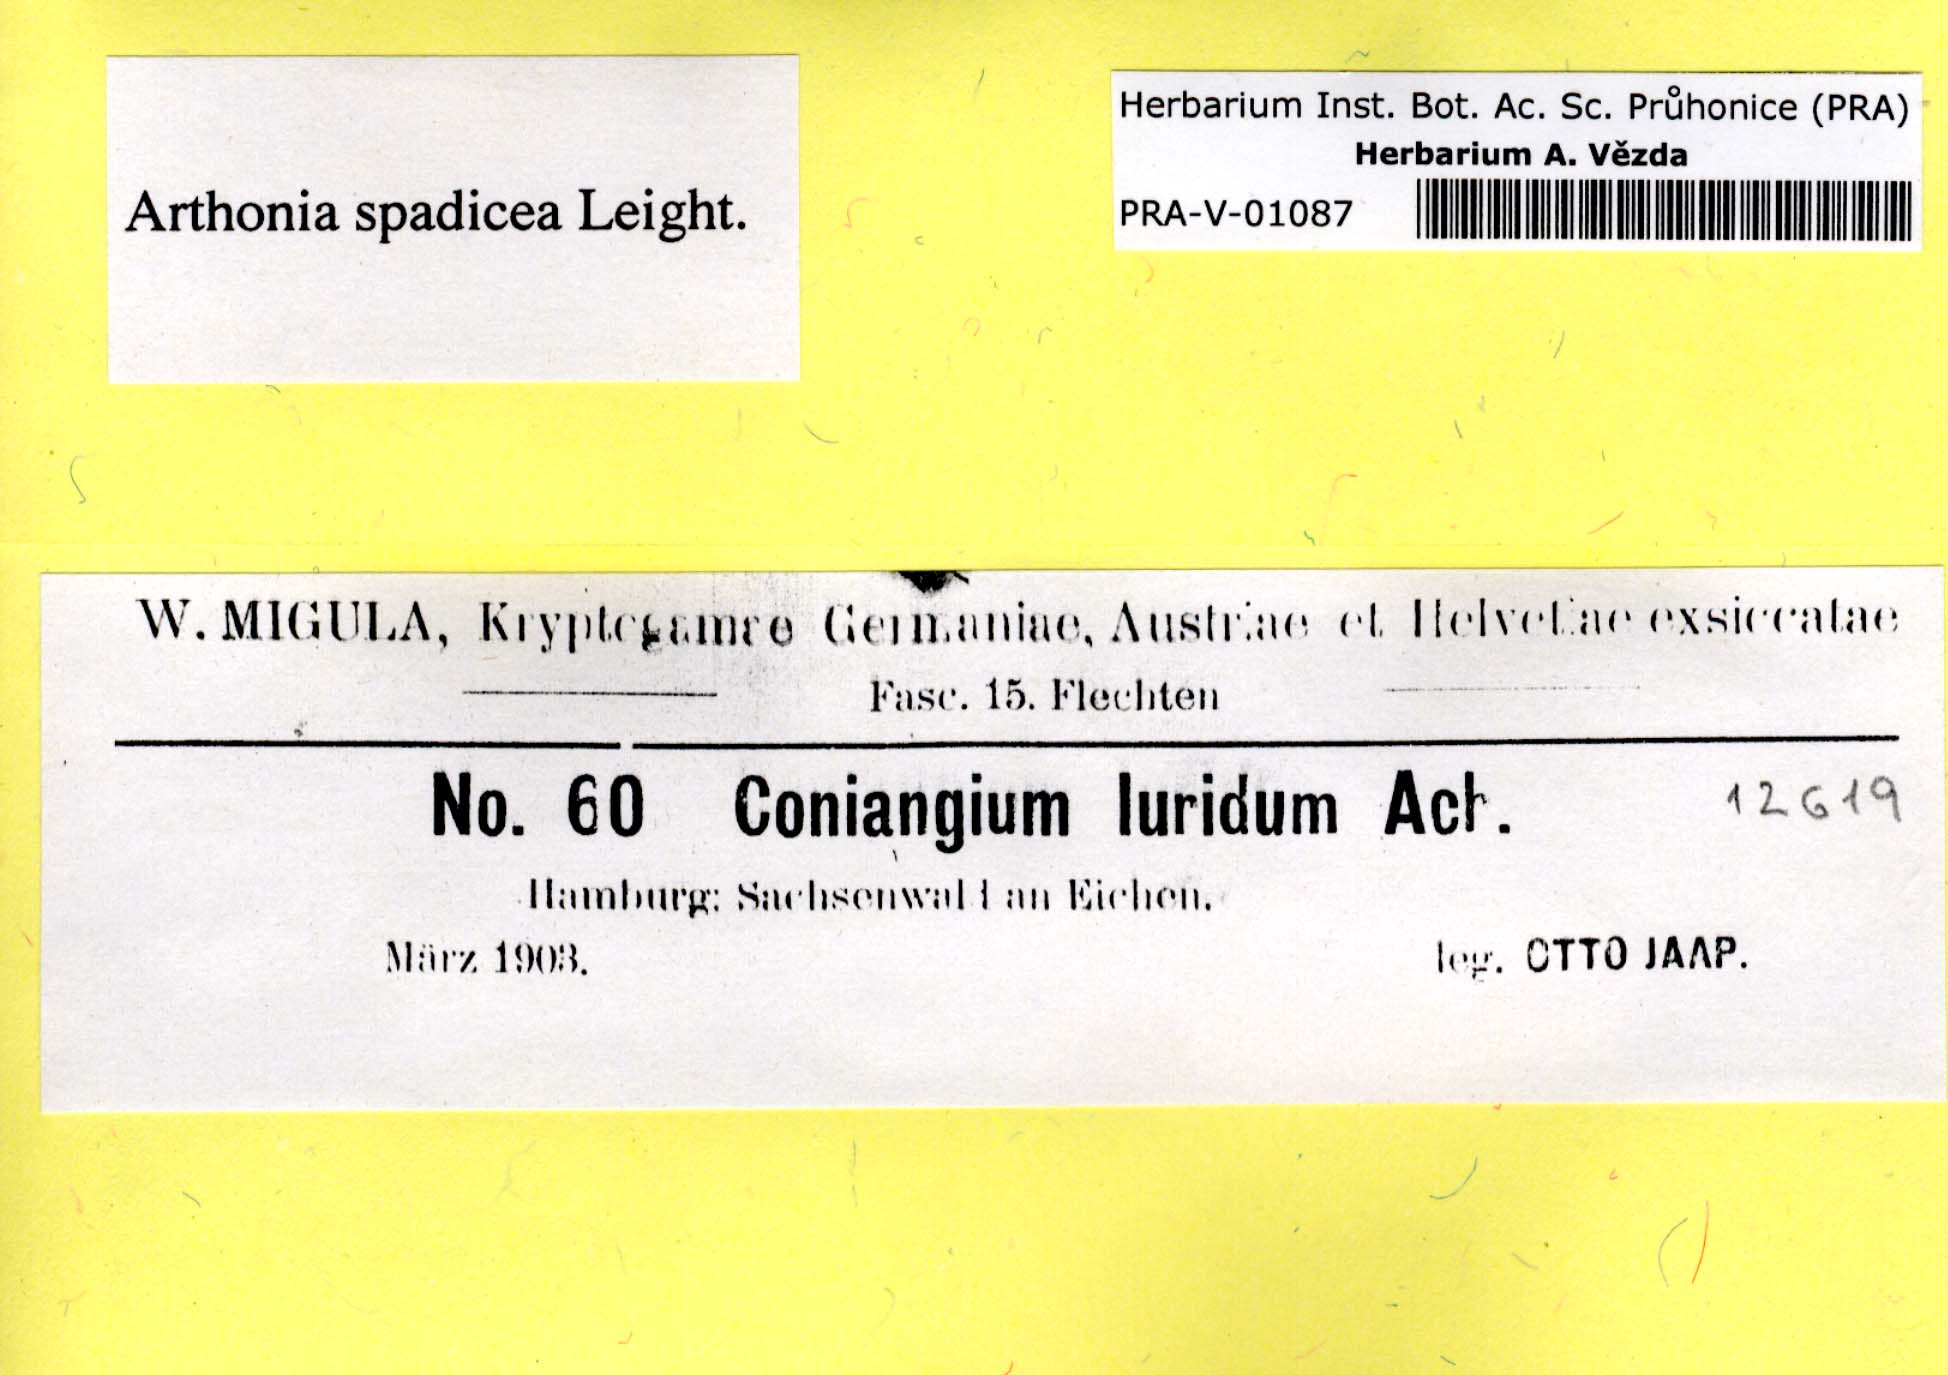 Arthonia spadicea Leight.
Herbarium Inst. Bot. Ac. Sc. Průhonice (PRA)
Herbarium A. Vězda
PRA-V-01087
W. MIGULA, Kryptogamae Germaniae, Austriae et Helvetiae exsiccatae
Fasc. 15. Flechten
No. 60 Coniangium luridum Ach.
12619
Hamburg: Sachsenwald an Eichen.
März 1903.
leg. OTTO JAAP.